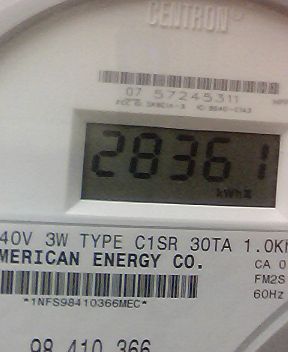 CENTRON
07 57245311
28361
kWh
40V 3W TYPE C1SR 30TA 1.0K
MERICAN ENERGY CO.
CA 0
FM2S
60Hz
*1NFS98410366MEC*
98 410 366